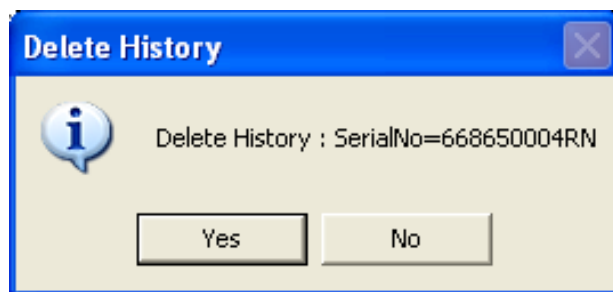 Delete History
Delete History : SerialNo=668650004RN
Yes
No